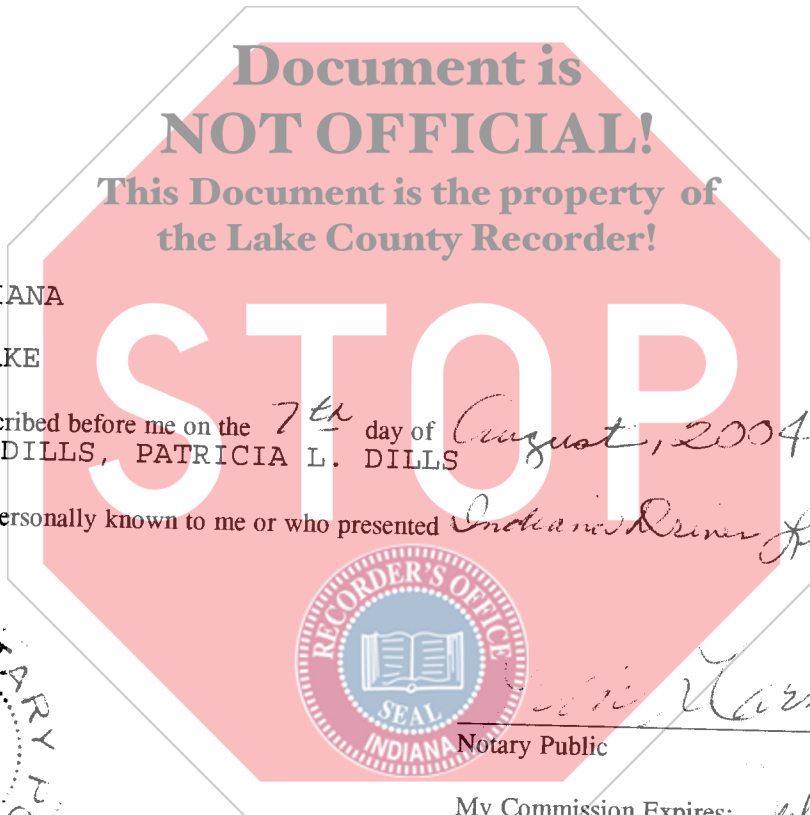 Document is
NOT OFFICIAL!
This Document is the property of
the Lake County Recorder!
IANA
KE
STOP
cribed before me on the 7th day of August, 2004
DILLS, PATRICIA L. DILLS
ersonally known to me or who presented Indiana Driver
RECORDER'S OFFICE
SEAL
INDIANA
ARY
Notary Public
My Commission Expires: